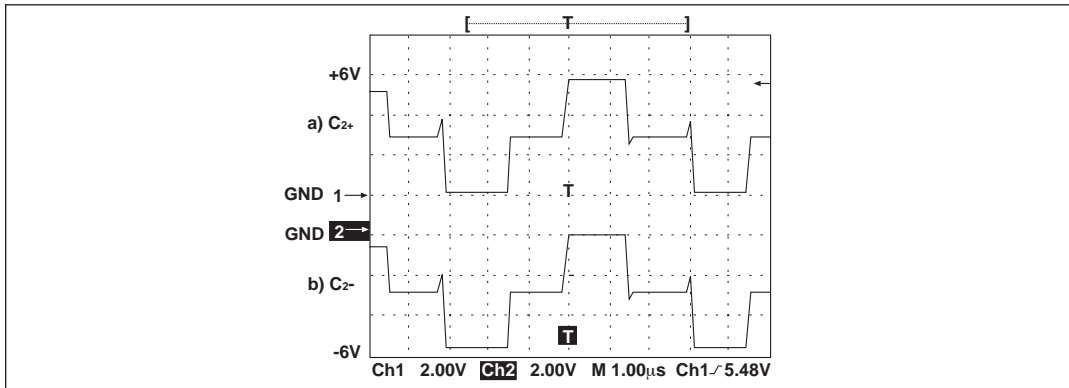 [ T ]
+6V
a) C2+
T
GND 1
GND 2
b) C2-
T
-6V
Ch1 2.00V Ch2 2.00V M 1.00µs Ch1 5.48V